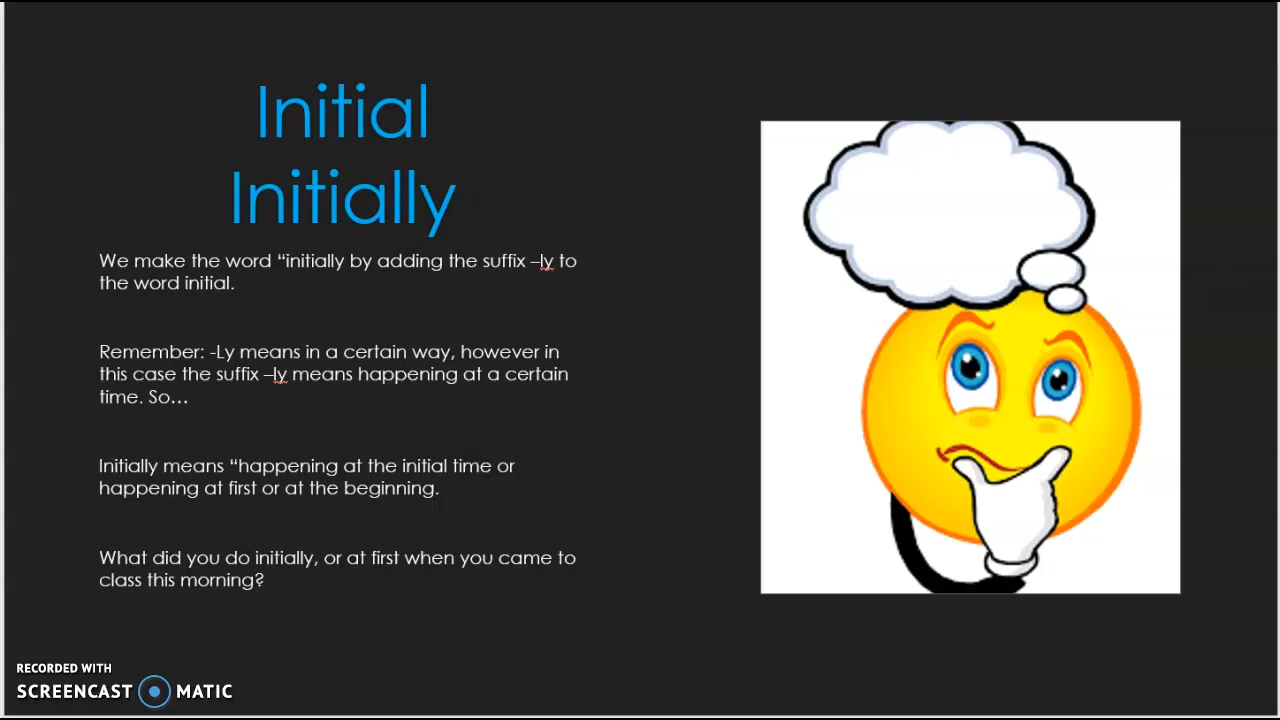 Initial
Initially
We make the word “initially by adding the suffix –ly to
the word initial.
Remember: -Ly means in a certain way, however in
this case the suffix –ly means happening at a certain
time. So…
Initially means “happening at the initial time or
happening at first or at the beginning.
What did you do initially, or at first when you came to
class this morning?
RECORDED WITH
SCREENCAST MATIC